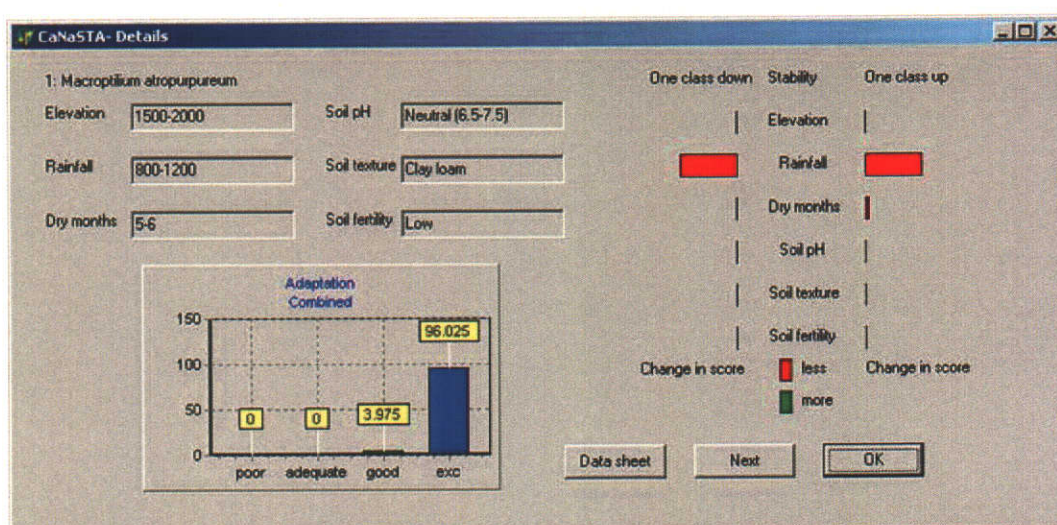 CaNaSTA- Details
1: Macroptilium atropurpureum
Elevation 1500-2000 Soil pH Neutral (6.5-7.5)
Rainfall 800-1200 Soil texture Clay loam
Dry months 5-6 Soil fertility Low
Adaptation
Combined
150
100
50
0
0 0 3.975 96.025
poor adequate good exc
One class down Stability One class up
Elevation
Rainfall
Dry months
Soil pH
Soil texture
Soil fertility
Change in score less Change in score
more
Data sheet Next OK